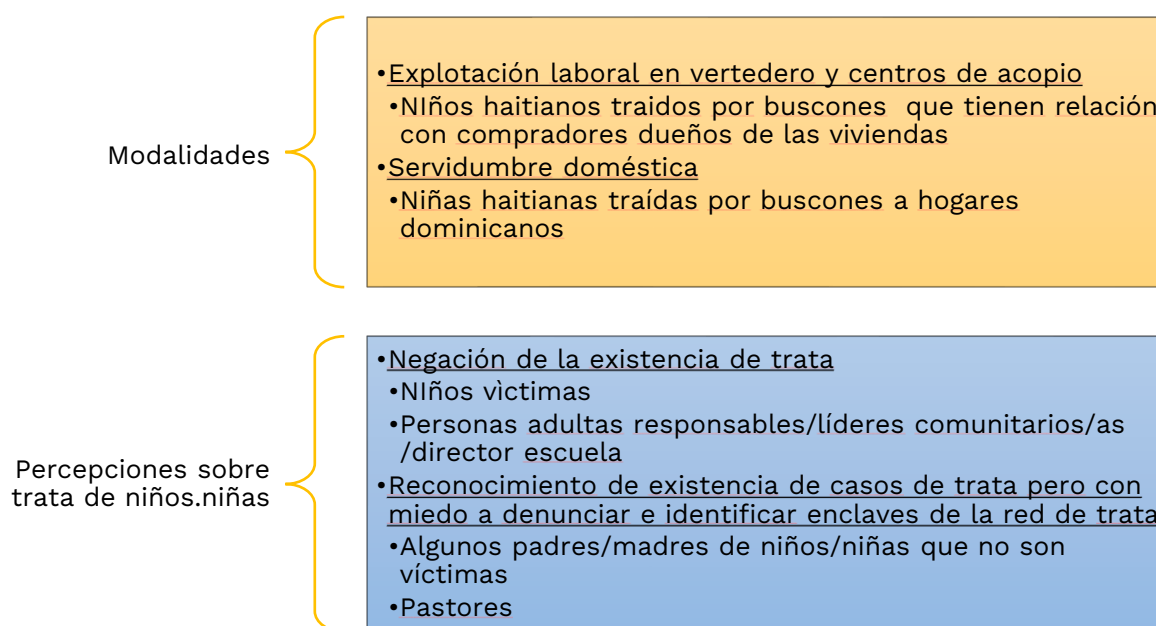 Modalidades
•Explotación laboral en vertedero y centros de acopio
•NIños haitianos traidos por buscones que tienen relación
con compradores dueños de las viviendas
•Servidumbre doméstica
•Niñas haitianas traídas por buscones a hogares
dominicanos
Percepciones sobre
trata de niños.niñas
•Negación de la existencia de trata
•NIños vìctimas
•Personas adultas responsables/líderes comunitarios/as
/director escuela
•Reconocimiento de existencia de casos de trata pero con
miedo a denunciar e identificar enclaves de la red de trata
•Algunos padres/madres de niños/niñas que no son
víctimas
•Pastores